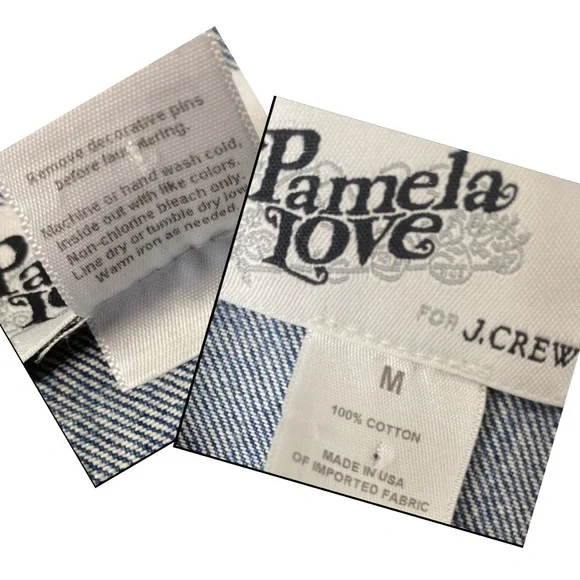 Remove decorative pins
before laundering.
Machine or hand wash cold,
Inside out with like colors.
Non-chlorine bleach only.
Line dry or tumble dry low
Warm iron as needed
Pamela
Love
FOR J.CREW
M
100% COTTON
MADE IN USA
OF IMPORTED FABRIC